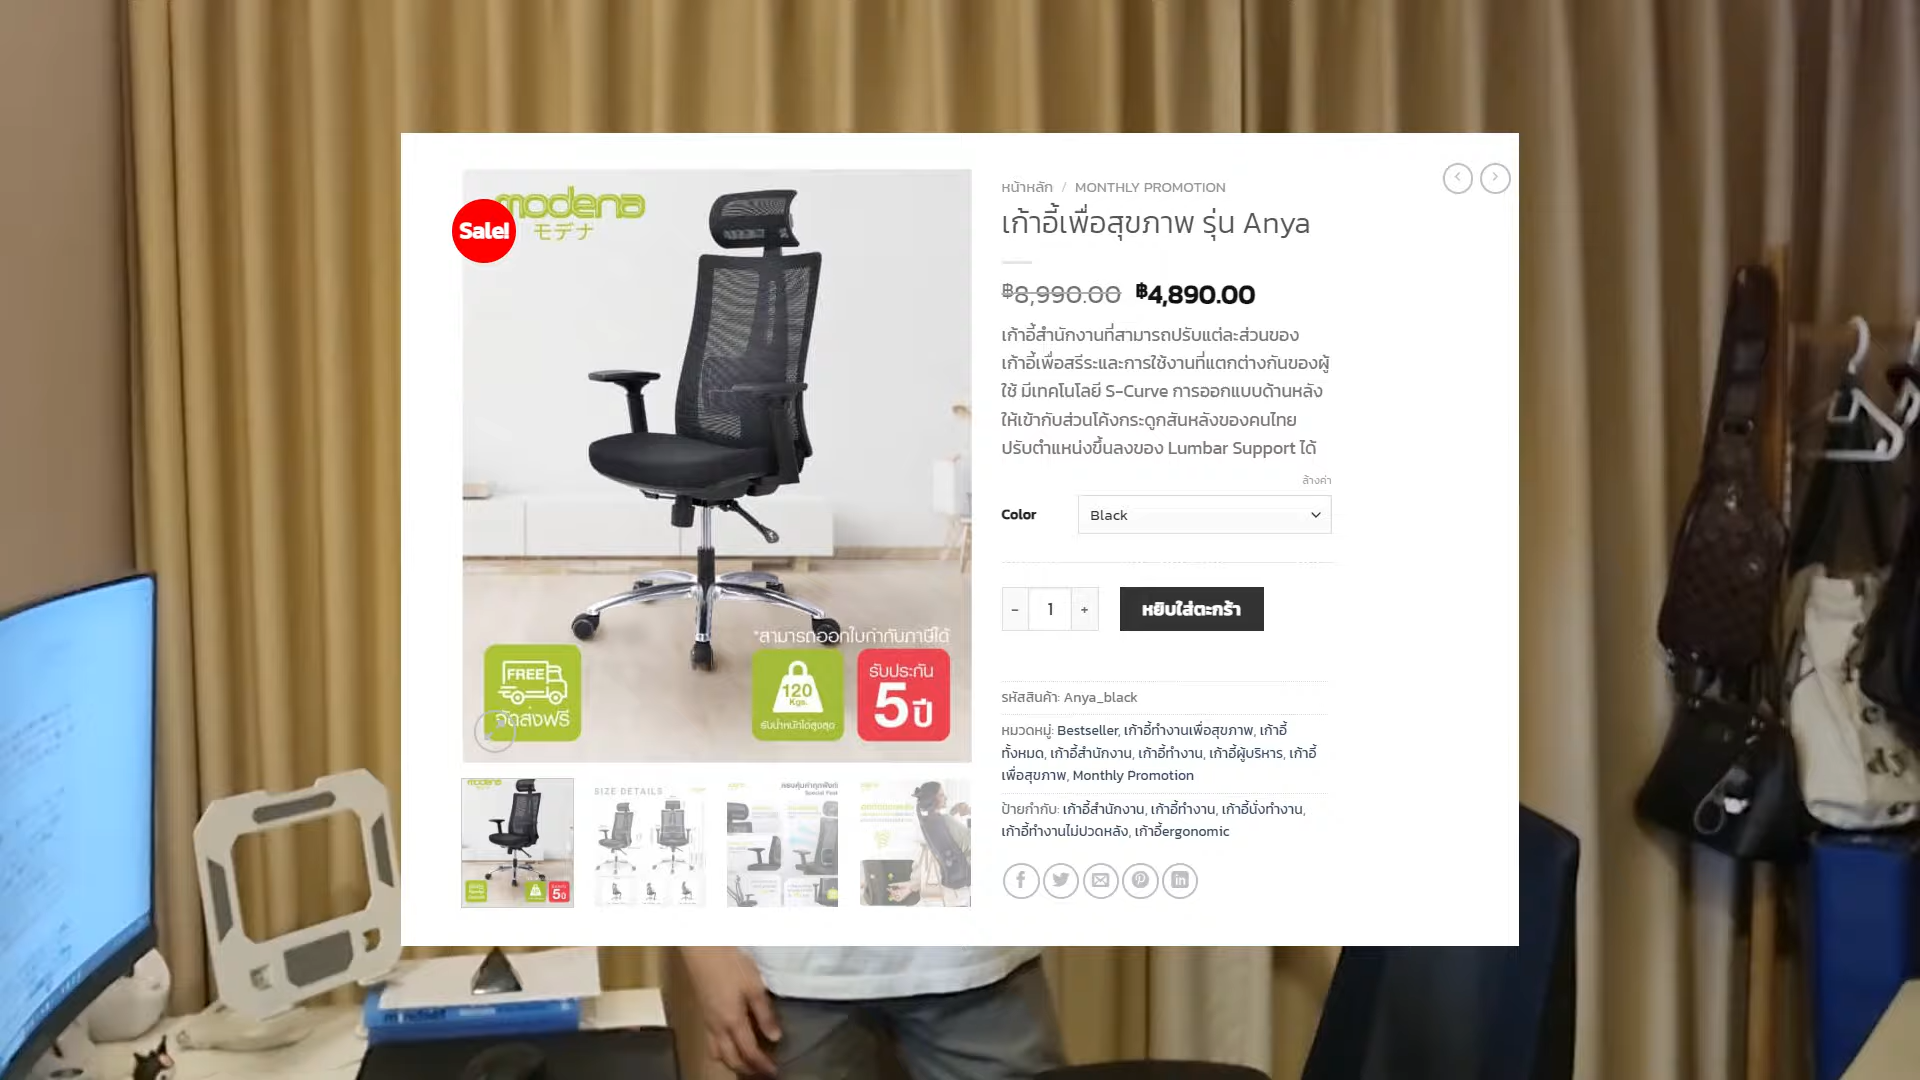 modena
モデナ
Sale!
*สามารถออกใบกำกับภาษีได้
FREE
จัดส่งฟรี
120
Kgs.
รับน้ำหนักได้สูงสุด
รับประกัน
5 ปี
SIZE DETAILS
หน้าหลัก / MONTHLY PROMOTION
เก้าอี้เพื่อสุขภาพ รุ่น Anya
฿8,990.00 ฿4,890.00
เก้าอี้สำนักงานที่สามารถปรับแต่ละส่วนของ
เก้าอี้เพื่อสรีระและการใช้งานที่แตกต่างกันของผู้
ใช้ มีเทคโนโลยี S-Curve การออกแบบด้านหลัง
ให้เข้ากับส่วนโค้งกระดูกสันหลังของคนไทย
ปรับตำแหน่งขึ้นลงของ Lumbar Support ได้
ล้างค่า
Color Black
- 1 + หยิบใส่ตะกร้า
รหัสสินค้า: Anya_black
หมวดหมู่: Bestseller, เก้าอี้ทำงานเพื่อสุขภาพ, เก้าอี้
ทั้งหมด, เก้าอี้สำนักงาน, เก้าอี้ทำงาน, เก้าอี้ผู้บริหาร, เก้าอี้
เพื่อสุขภาพ, Monthly Promotion
ป้ายกำกับ: เก้าอี้สำนักงาน, เก้าอี้ทำงาน, เก้าอี้นั่งทำงาน,
เก้าอี้ทำงานไม่ปวดหลัง, เก้าอี้ergonomic
mindset